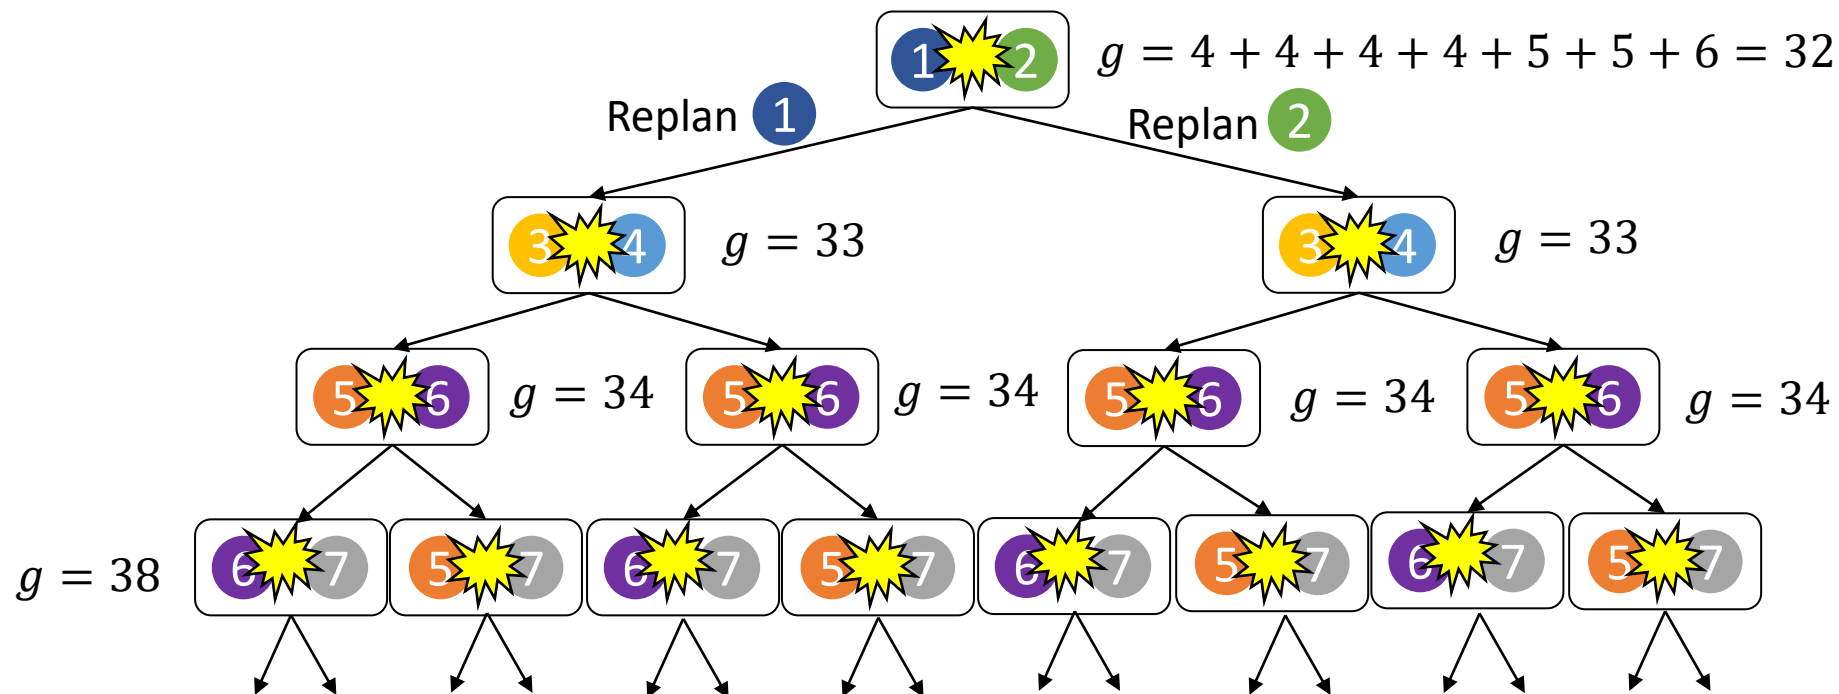 1 2 g = 4 + 4 + 4 + 4 + 5 + 5 + 6 = 32
Replan 1 Replan 2
3 4 g = 33 3 4 g = 33
5 6 g = 34 5 6 g = 34 5 6 g = 34 5 6 g = 34
g = 38 6 7 5 7 6 7 5 7 6 7 5 7 6 7 5 7